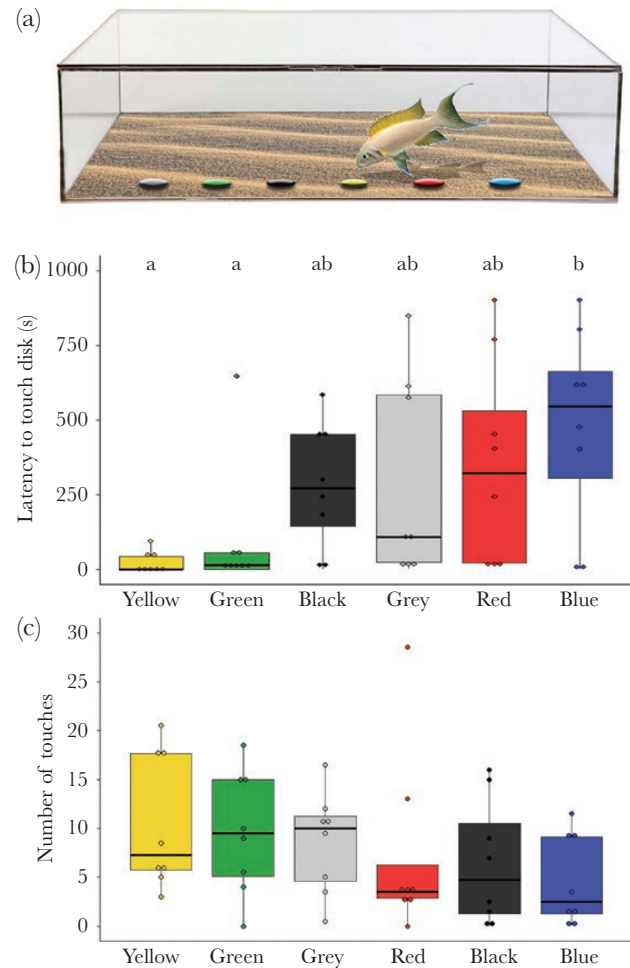 (a)
(b)
a a ab ab ab b
Latency to touch disk (s)
1000
750
500
250
0
Yellow Green Black Grey Red Blue
(c)
Number of touches
30
25
20
15
10
5
0
Yellow Green Grey Red Black Blue